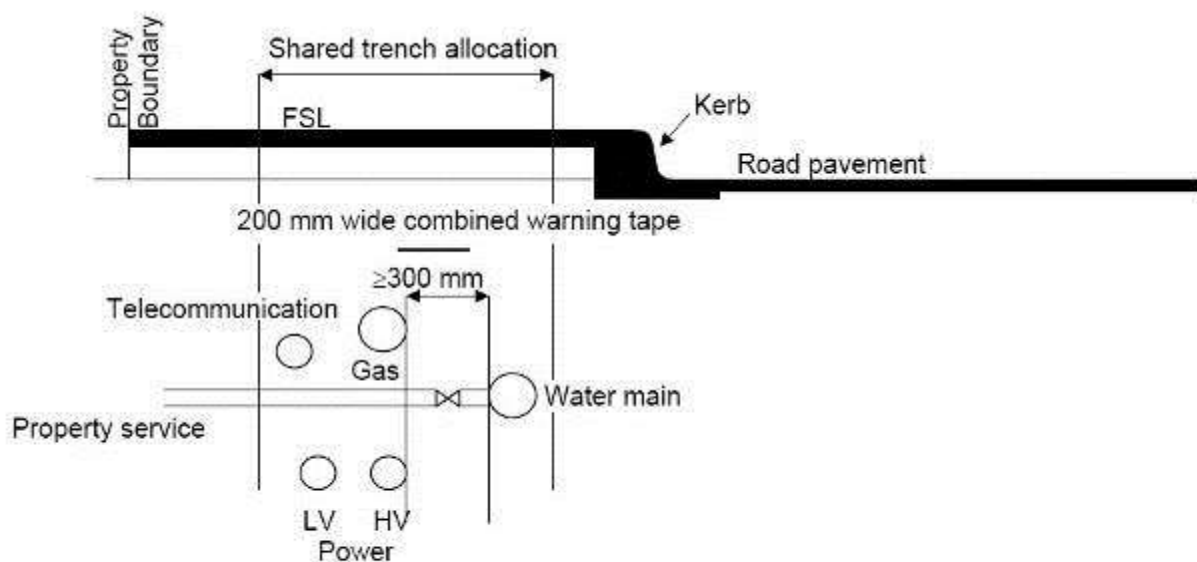 Property
Boundary
Shared trench allocation
FSL
Kerb
Road pavement
200 mm wide combined warning tape
≥300 mm
Telecommunication
Gas
Water main
Property service
LV HV
Power